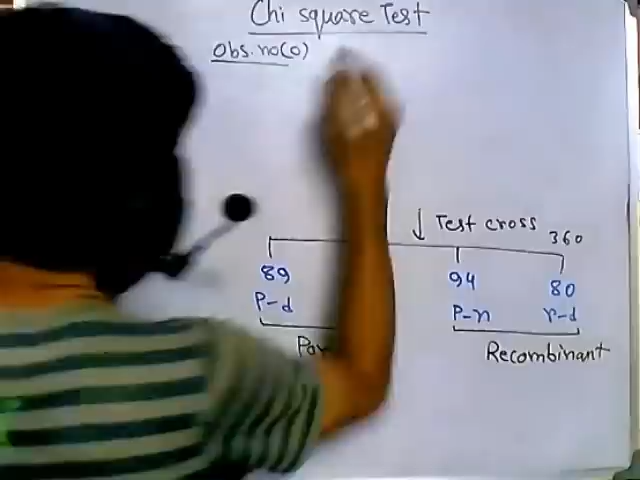 Chi square Test
Obs. no(o)
↓ Test cross
360
89 94 80
P-d P-n r-d
Recombinant